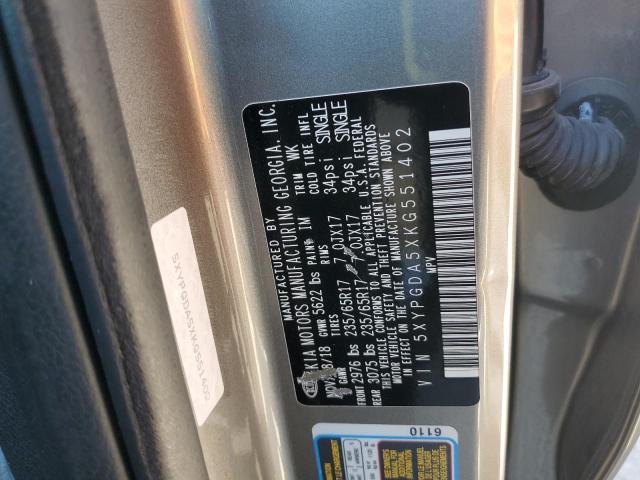 MANUFACTURED BY
KIA MOTORS MANUFACTURING GEORGIA, INC.
NOV/08/18 GVWR 5622 lbs PAINT IM TRIM WK
GAWR TIRES RIMS COLD TIRE INFL
FRONT 2976 lbs 235/65R17 7.0JX17 34psi SINGLE
REAR 3075 lbs 235/65R17 7.0JX17 34psi SINGLE
THIS VEHICLE CONFORMS TO ALL APPLICABLE U.S.A. FEDERAL
MOTOR VEHICLE SAFETY AND THEFT PREVENTION STANDARDS
IN EFFECT ON THE DATE OF MANUFACTURE SHOWN ABOVE
VIN 5XYPGDA5XKG551402
MPV
6110